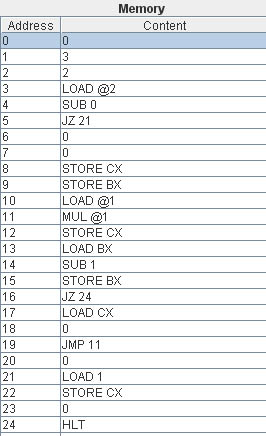 Memory
Address Content
0 0
1 3
2 2
3 LOAD @2
4 SUB 0
5 JZ 21
6 0
7 0
8 STORE CX
9 STORE BX
10 LOAD @1
11 MUL @1
12 STORE CX
13 LOAD BX
14 SUB 1
15 STORE BX
16 JZ 24
17 LOAD CX
18 0
19 JMP 11
20 0
21 LOAD 1
22 STORE CX
23 0
24 HLT